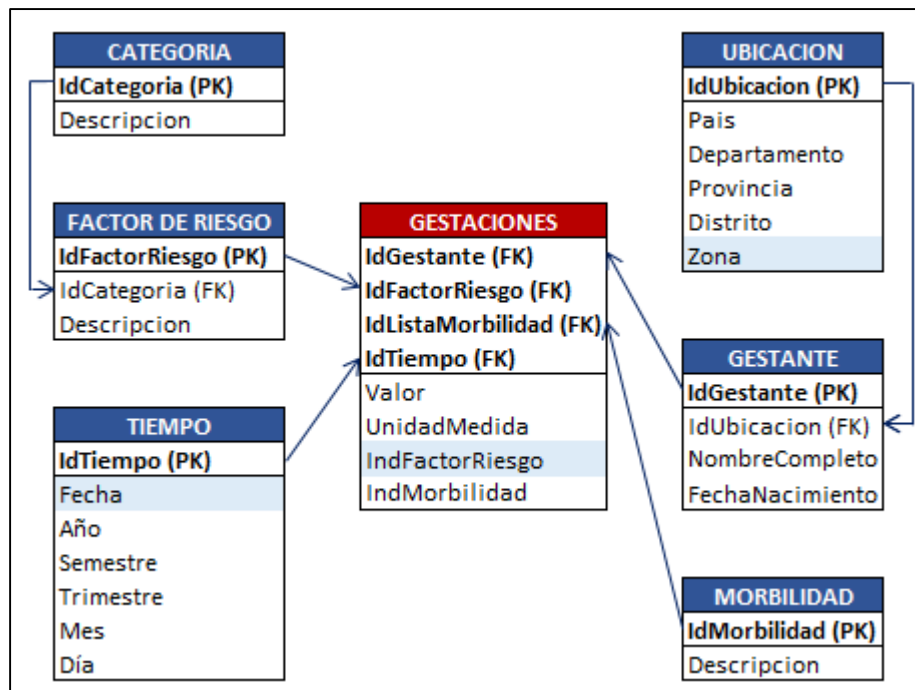 CATEGORIA
IdCategoria (PK)
Descripcion
FACTOR DE RIESGO
IdFactorRiesgo (PK)
IdCategoria (FK)
Descripcion
TIEMPO
IdTiempo (PK)
Fecha
Año
Semestre
Trimestre
Mes
Día
GESTACIONES
IdGestante (FK)
IdFactorRiesgo (FK)
IdListaMorbilidad (FK)
IdTiempo (FK)
Valor
UnidadMedida
IndFactorRiesgo
IndMorbilidad
UBICACION
IdUbicacion (PK)
Pais
Departamento
Provincia
Distrito
Zona
GESTANTE
IdGestante (PK)
IdUbicacion (FK)
NombreCompleto
FechaNacimiento
MORBILIDAD
IdMorbilidad (PK)
Descripcion